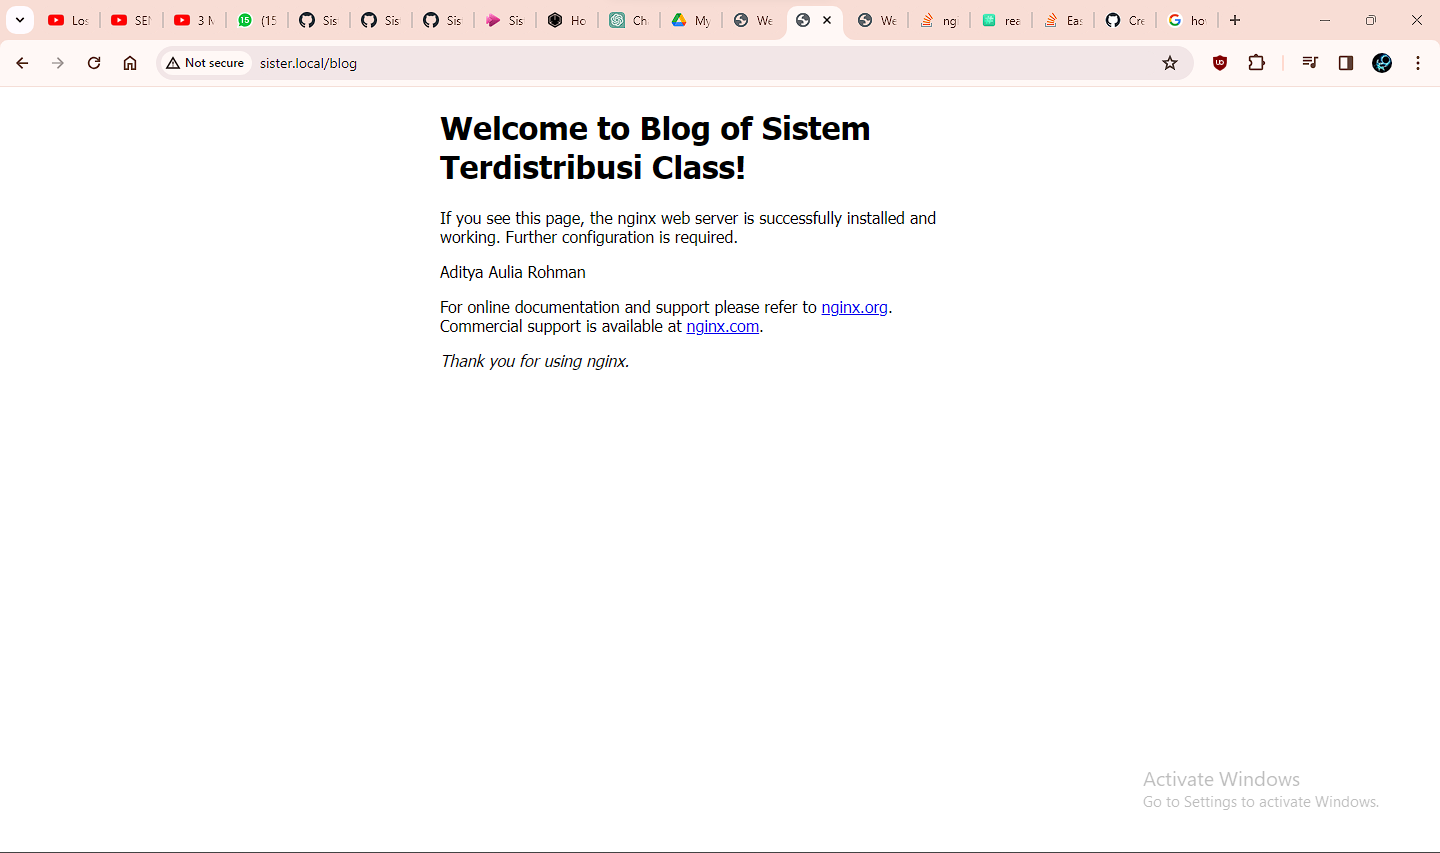 Los
SEN
3 M
15
(15
Sis
Sis
Sis
Sis
Ho
Ch
My
We
We
ng
rea
Eas
Cre
ho
Not secure
sister.local/blog
Welcome to Blog of Sistem
Terdistribusi Class!
If you see this page, the nginx web server is successfully installed and
working. Further configuration is required.
Aditya Aulia Rohman
For online documentation and support please refer to nginx.org.
Commercial support is available at nginx.com.
Thank you for using nginx.
Activate Windows
Go to Settings to activate Windows.